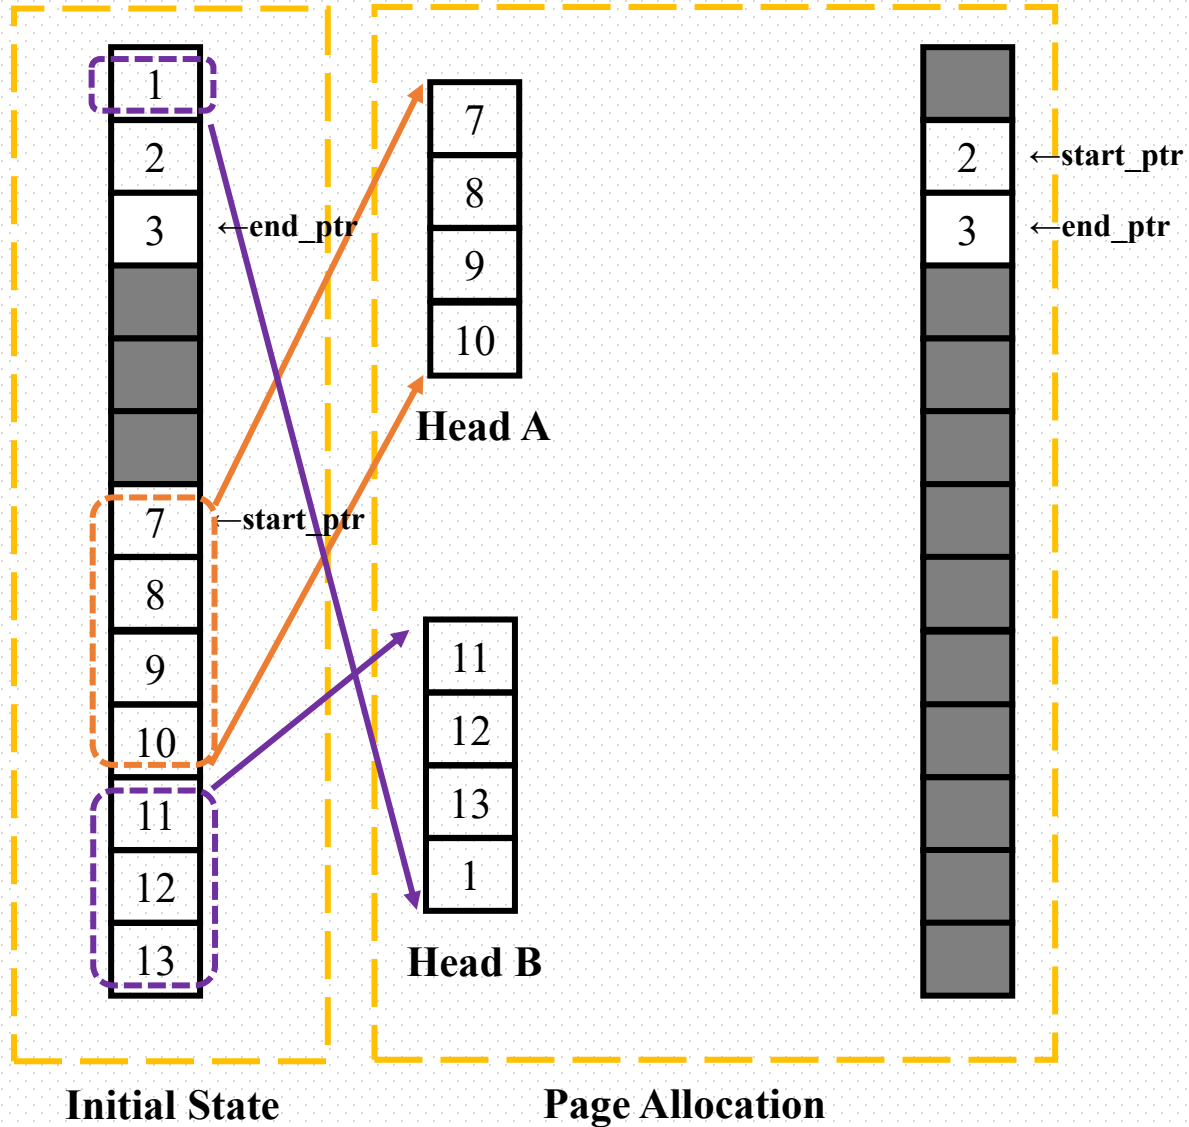 1
2
3 ←end_ptr
7 ←start_ptr
8
9
10
11
12
13
Initial State
7
8
9
10
Head A
11
12
13
1
Head B
2 ←start_ptr
3 ←end_ptr
Page Allocation